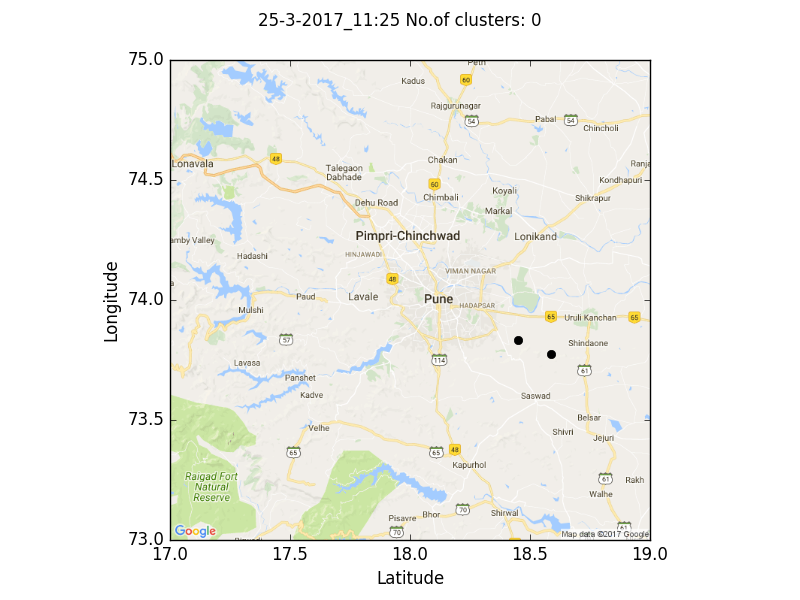 25-3-2017_11:25 No.of clusters: 0
75.0
Kadus
60
Rajgurunagar
54
Pabal
54
Chincholi
Lonavala
48
Chakan
Talegaon
Dabhade
74.5
60
Koyali
Kondhapuri
Chimbali
Shikrapur
Dehu Road
Markal
Pimpri-Chinchwad
Lonikand
amby Valley
Hadashi
HINJAWADI
VIMAN NAGAR
48
74.0
Paud
Lavale
Pune
HADAPSAR
Mulshi
65
Uruli Kanchan
65
57
Shindaone
Lavasa
114
61
Panshet
Kadve
Saswad
73.5
Velhe
Belsar
Shivri
Jejuri
65
65
48
Kapurhol
Raigad Fort
Natural
Reserve
61
Rakh
Walhe
Pisavre
Bhor
70
Shirwal
70
61
Google
Map data ©2017 Google
73.0
17.0
17.5
18.0
18.5
19.0
Latitude
Longitude